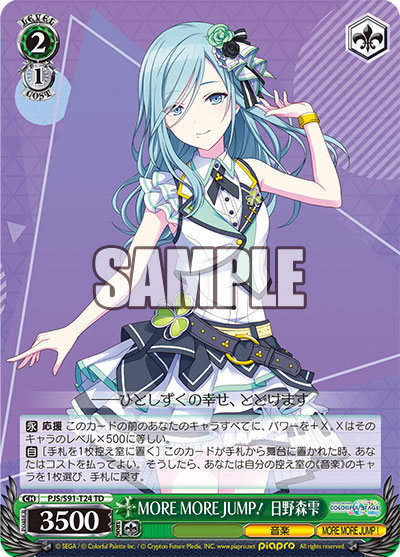 LEVEL
2
1
COST
SAMPLE
――ひとしずくの幸せ、とどけます
永 応援 このカードの前のあなたのキャラすべてに、パワーを＋X。Xはそ
のキャラのレベル×500に等しい。
自 [手札を1枚控え室に置く] このカードが手札から舞台に置かれた時、あな
たはコストを払ってよい。そうしたら、あなたは自分の控え室の《音楽》のキャ
ラを1枚選び、手札に戻す。
CH PJS/S91-T24 TD
3500
MORE MORE JUMP! 日野森雫
COLORFUL STAGE!
音楽
MORE MORE JUMP！
© SEGA / © Colorful Palette Inc. / © Crypton Future Media, INC. www.piapro.net piapro All rights reserved.